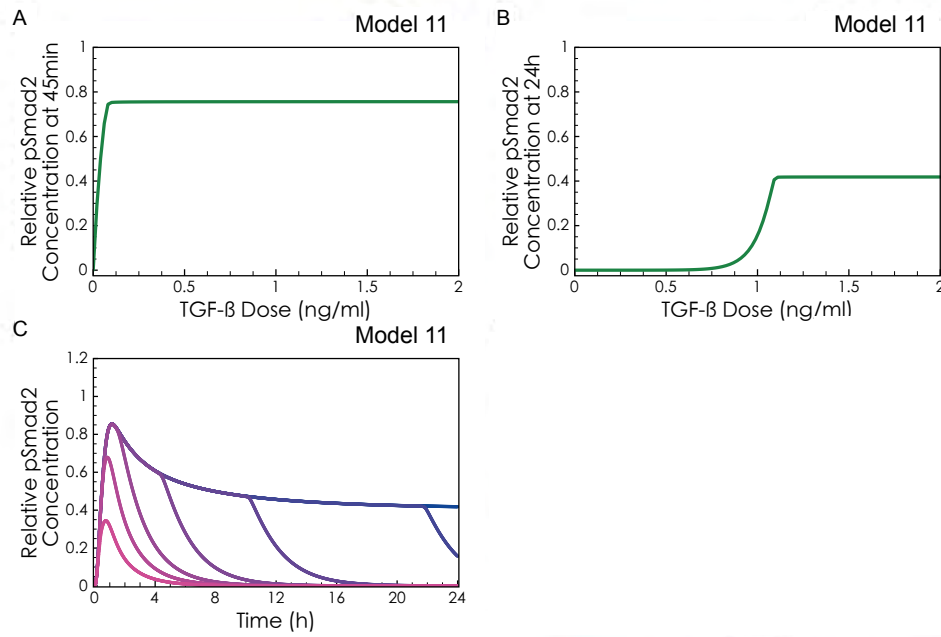 A
Model 11
Relative pSmad2
Concentration at 45min
1
0.8
0.6
0.4
0.2
0
0
0.5
1
1.5
2
TGF-ß Dose (ng/ml)
B
Model 11
Relative pSmad2
Concentration at 24h
1
0.8
0.6
0.4
0.2
0
0
0.5
1
1.5
2
TGF-ß Dose (ng/ml)
C
Model 11
Relative pSmad2
Concentration
1.2
1
0.8
0.6
0.4
0.2
0
0
4
8
12
16
20
24
Time (h)